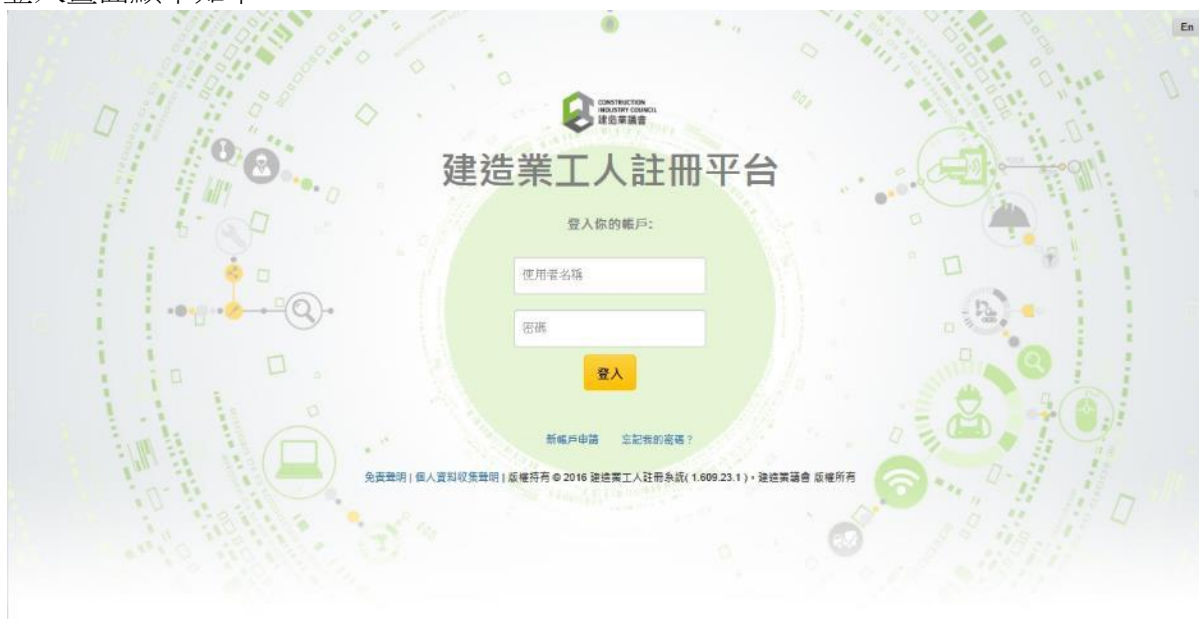 登入畫面顯示如下
En
CONSTRUCTION
INDUSTRY COUNCIL
建造業議會
建造業工人註冊平台
登入你的帳戶:
使用者名稱
密碼
登入
新帳戶申請 忘記我的密碼?
免責聲明 | 個人資料收集聲明 | 版權持有 © 2016 建造業工人註冊系統( 1.609.23.1 ),建造業議會 版權所有